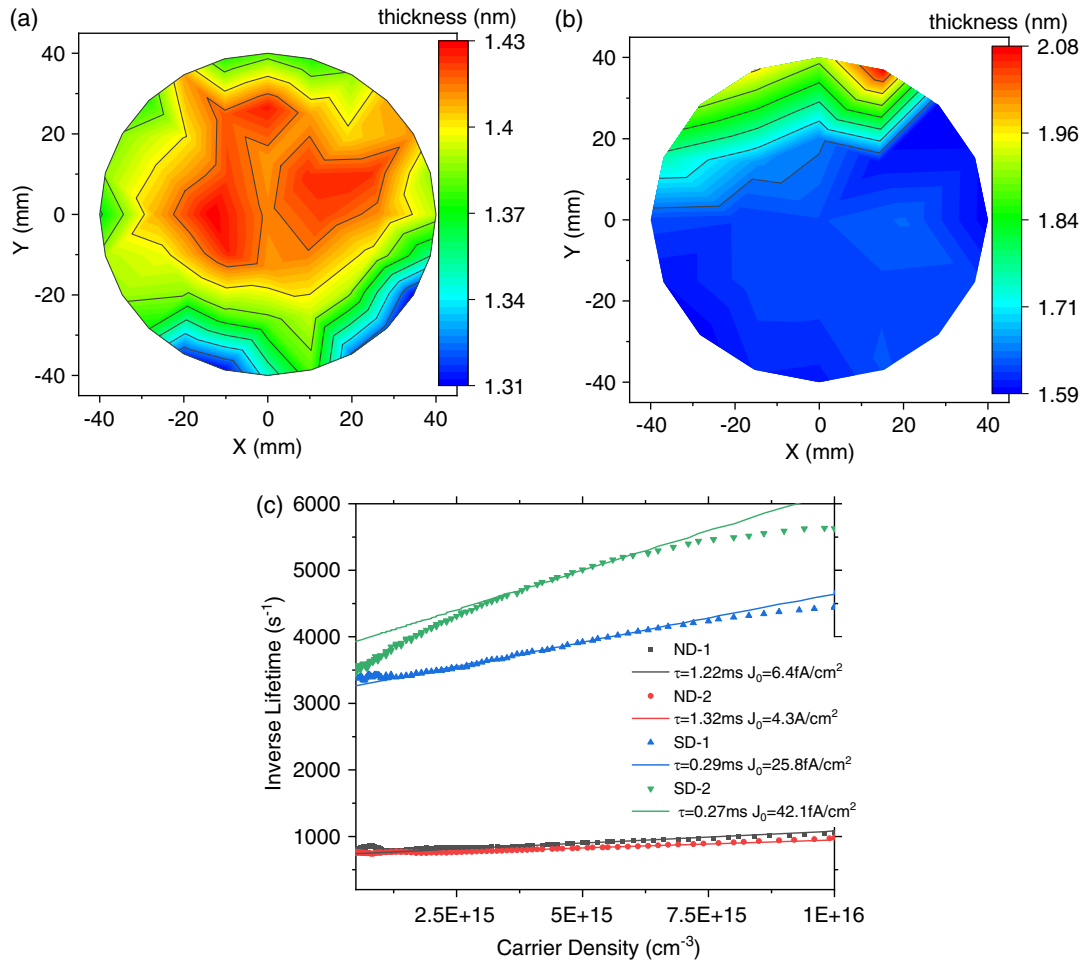 (a)
thickness (nm)
1.43
1.4
1.37
1.34
1.31
40
20
0
-20
-40
Y (mm)
-40 -20 0 20 40
X (mm)
(b)
thickness (nm)
2.08
1.96
1.84
1.71
1.59
40
20
0
-20
-40
Y (mm)
-40 -20 0 20 40
X (mm)
(c)
6000
5000
4000
3000
2000
1000
Inverse Lifetime (s⁻¹)
ND-1
τ=1.22ms J₀=6.4fA/cm²
ND-2
τ=1.32ms J₀=4.3A/cm²
SD-1
τ=0.29ms J₀=25.8fA/cm²
SD-2
τ=0.27ms J₀=42.1fA/cm²
2.5E+15 5E+15 7.5E+15 1E+16
Carrier Density (cm⁻³)